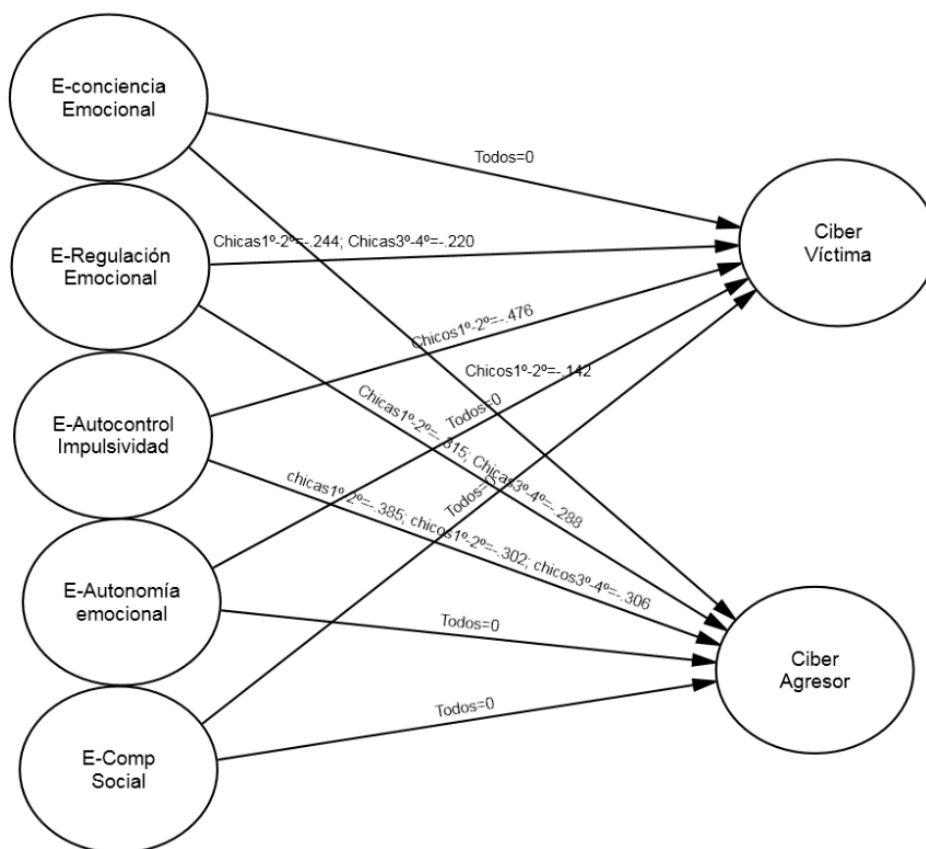 E-conciencia
Emocional
Todos=0
Ciber
Víctima
E-Regulación
Emocional
Chicas1º-2º=-.244; Chicas3º-4º=-.220
Chicos1º-2º=-.476
Chicos1º-2º=-.142
E-Autocontrol
Impulsividad
Chicas1º-2º=-.315; Chicas3º-4º=-.288
Todos=0
Todos=0
chicas1º-2º=-.385; chicos1º-2º=-.302; chicos3º-4º=-.306
E-Autonomía
emocional
Todos=0
Ciber
Agresor
E-Comp
Social
Todos=0